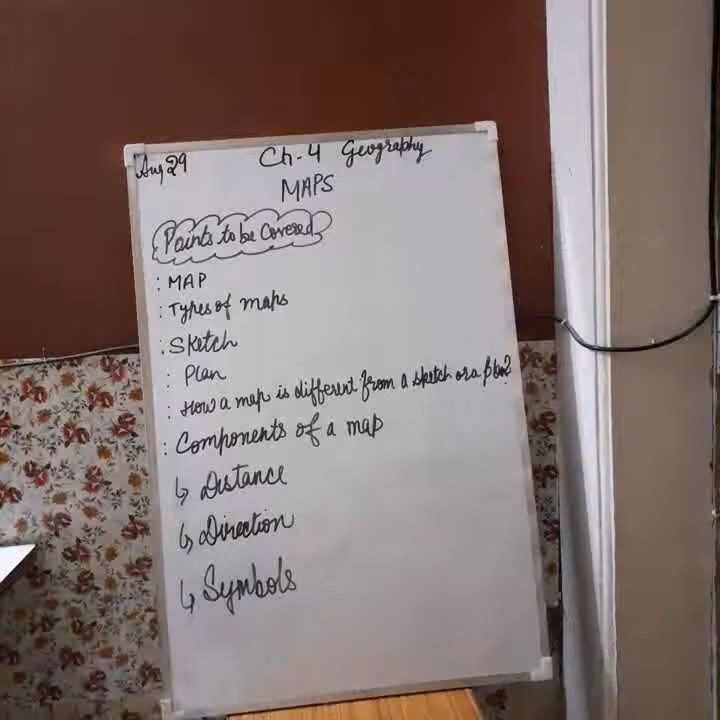 Aug 29 Ch-4 Geography
MAPS
Points to be Covered
: MAP
: Types of maps
: Sketch
: Plan
: How a map is different from a sketch or a plan?
: Components of a map
↳ Distance
↳ Direction
↳ Symbols